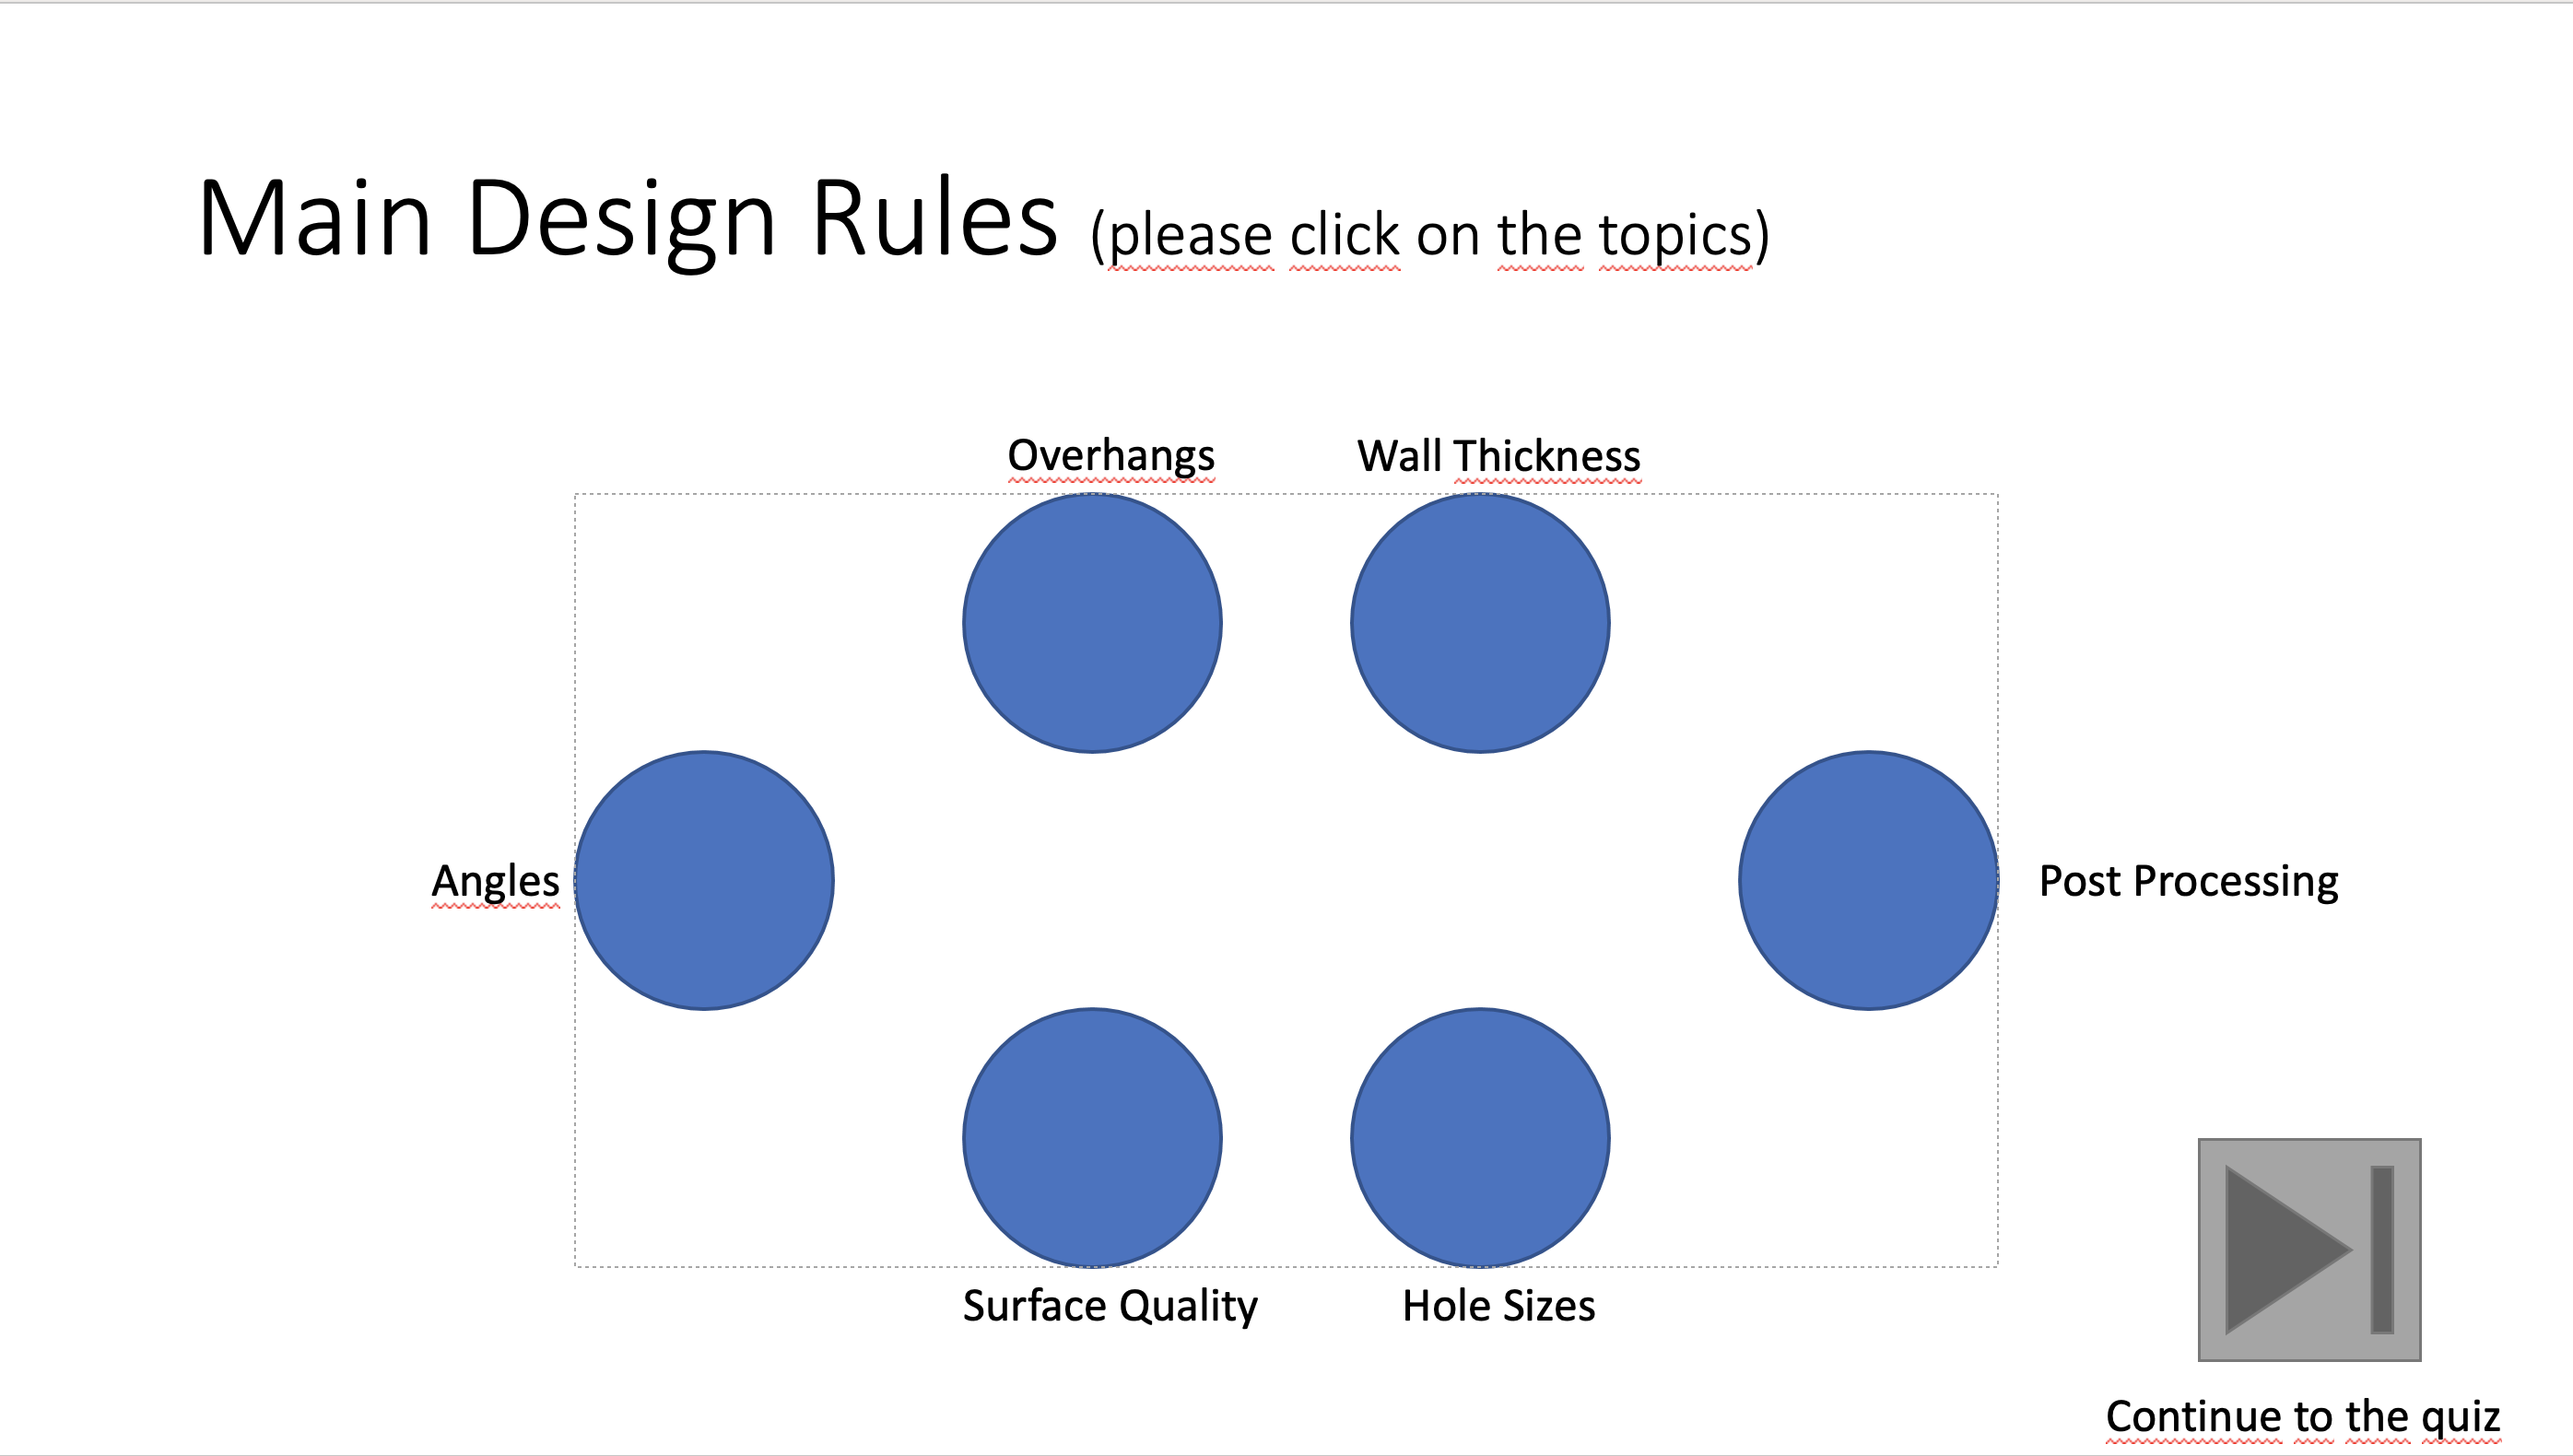 Main Design Rules (please click on the topics)
Overhangs
Wall Thickness
Angles
Post Processing
Surface Quality
Hole Sizes
Continue to the quiz